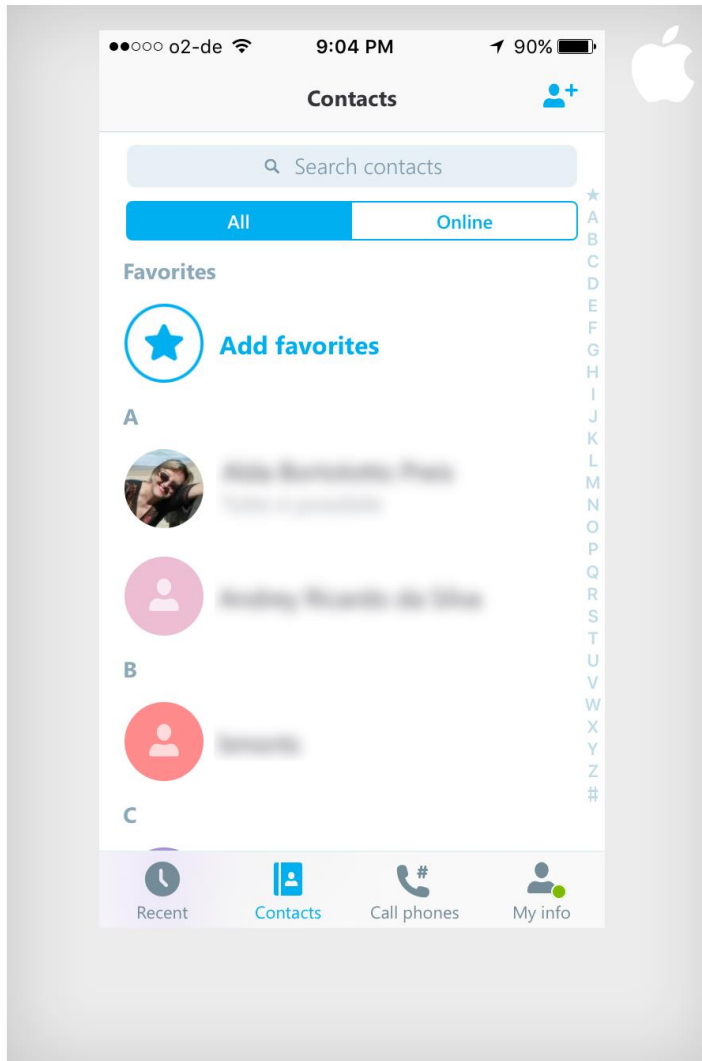 o2-de 9:04 PM 90%
Contacts
Search contacts
All Online
Favorites
Add favorites
A
B
C
★
A
B
C
D
E
F
G
H
I
J
K
L
M
N
O
P
Q
R
S
T
U
V
W
X
Y
Z
#
Recent Contacts Call phones My info